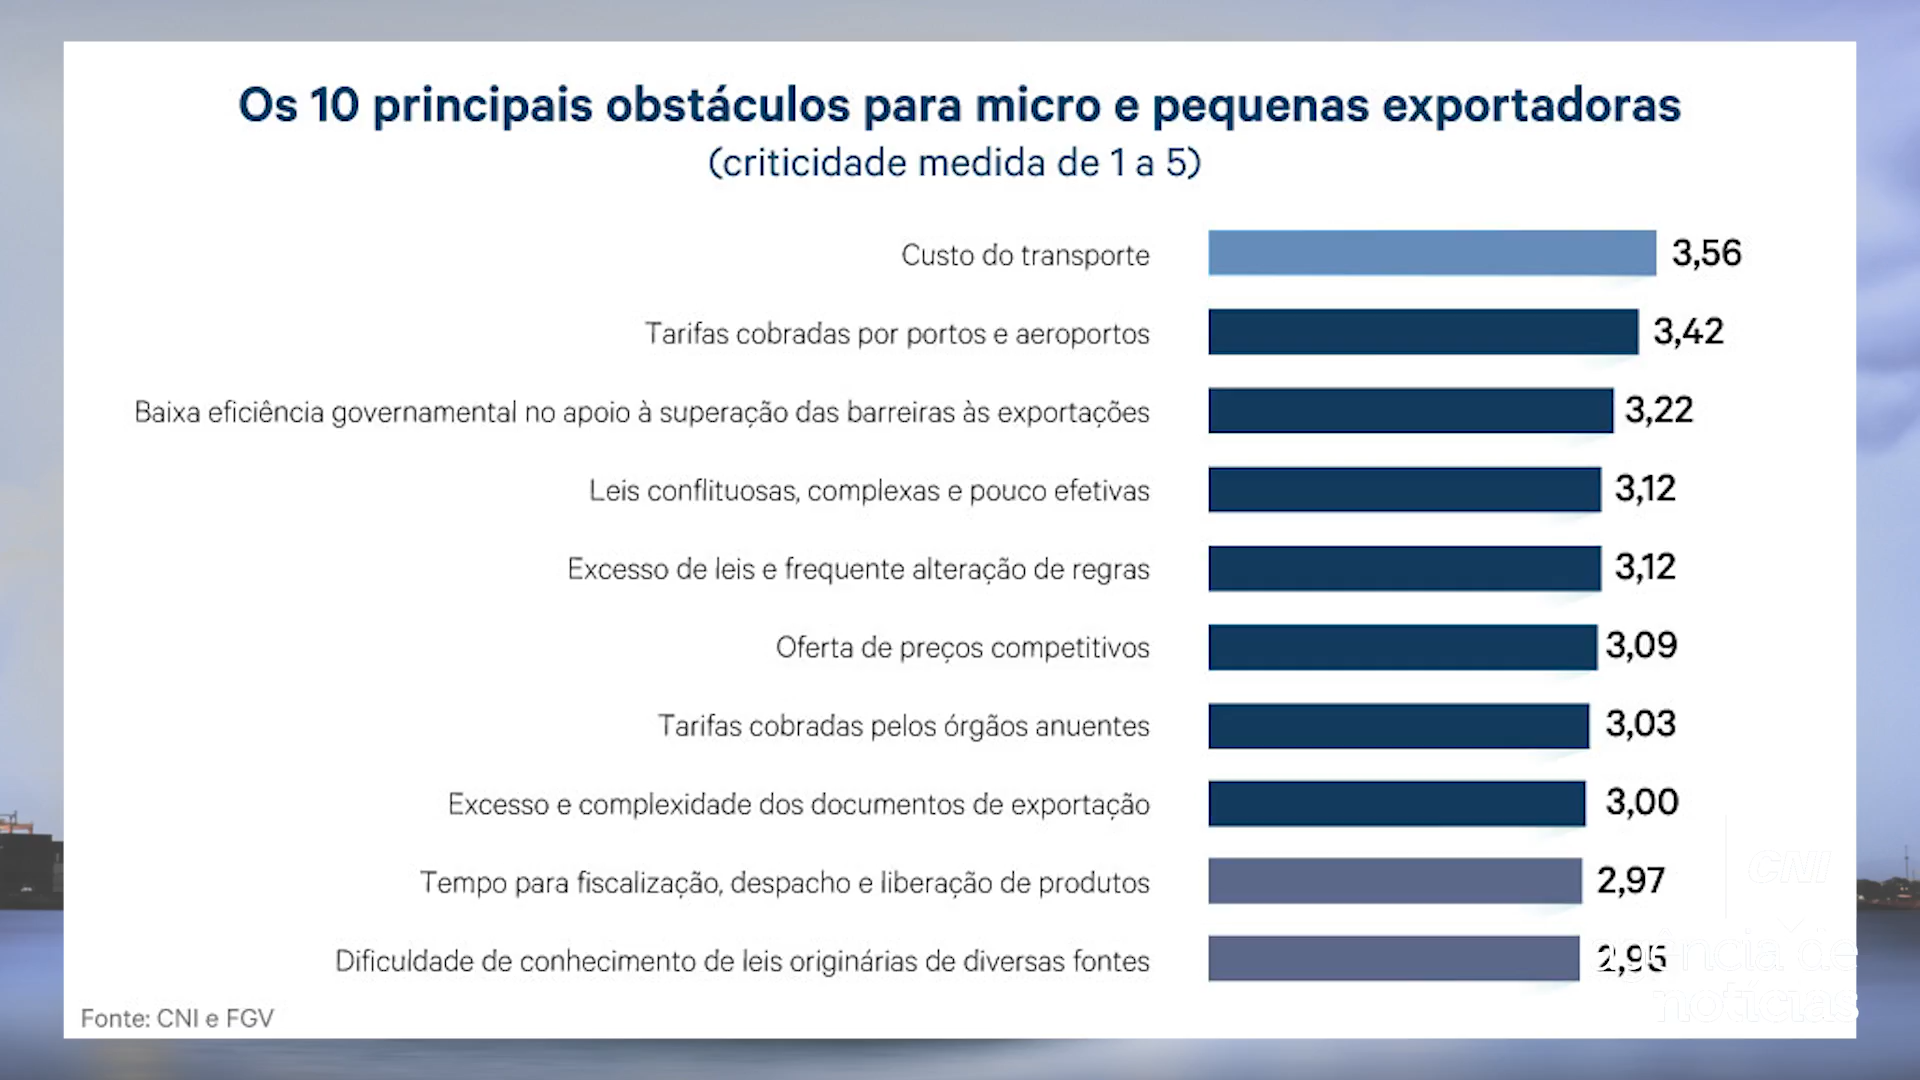 Os 10 principais obstáculos para micro e pequenas exportadoras
(criticidade medida de 1 a 5)
Custo do transporte 3,56
Tarifas cobradas por portos e aeroportos 3,42
Baixa eficiência governamental no apoio à superação das barreiras às exportações 3,22
Leis conflituosas, complexas e pouco efetivas 3,12
Excesso de leis e frequente alteração de regras 3,12
Oferta de preços competitivos 3,09
Tarifas cobradas pelos órgãos anuentes 3,03
Excesso e complexidade dos documentos de exportação 3,00
Tempo para fiscalização, despacho e liberação de produtos 2,97
Dificuldade de conhecimento de leis originárias de diversas fontes
Fonte: CNI e FGV
CNI
agência de
notícias